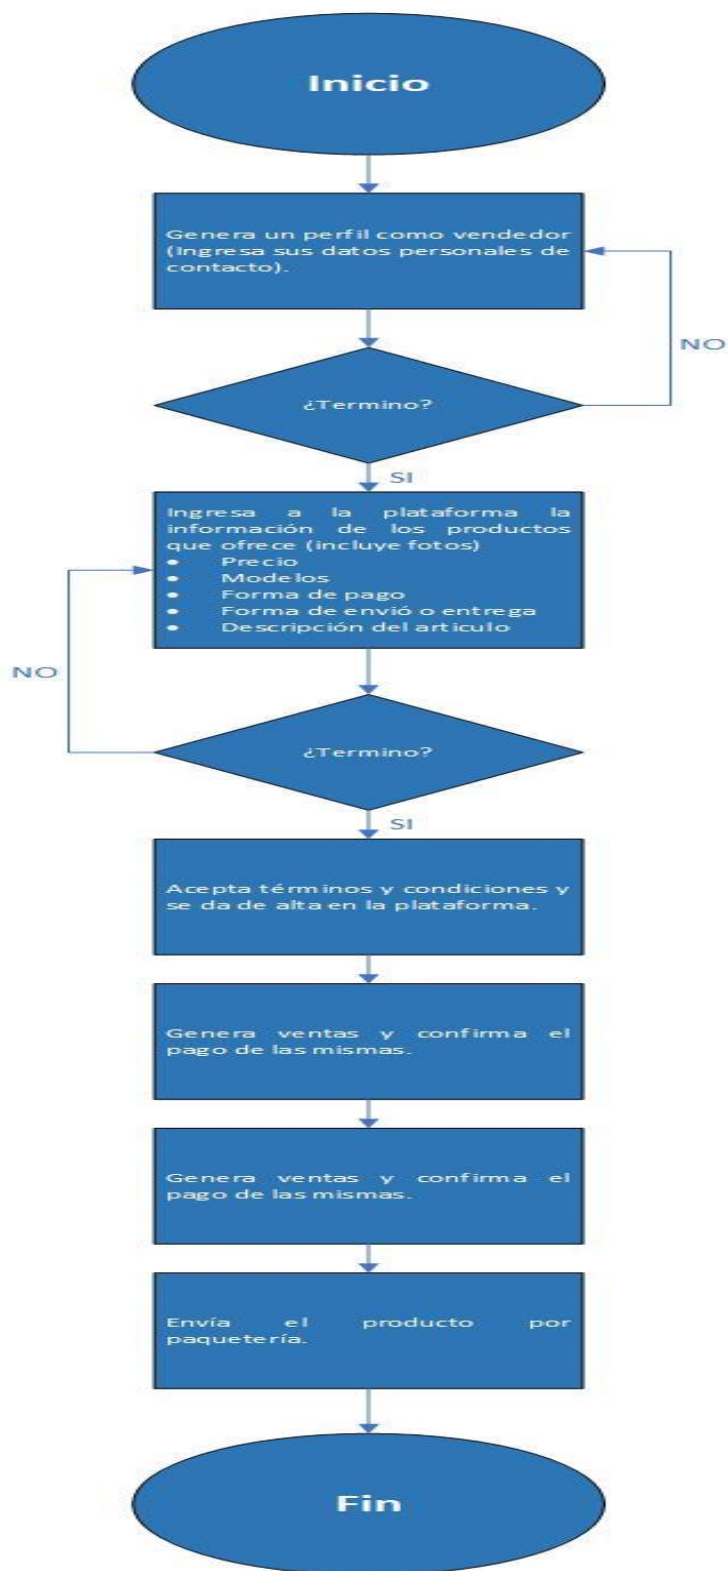 Inicio
Genera un perfil como vendedor
(Ingresa sus datos personales de
contacto).
NO
¿Termino?
SI
Ingresa a la plataforma la
información de los productos
que ofrece (incluye fotos)
• Precio
• Modelos
• Forma de pago
• Forma de envió o entrega
• Descripción del articulo
NO
¿Termino?
SI
Acepta términos y condiciones y
se da de alta en la plataforma.
Genera ventas y confirma el
pago de las mismas.
Genera ventas y confirma el
pago de las mismas.
Envía el producto por
paquetería.
Fin